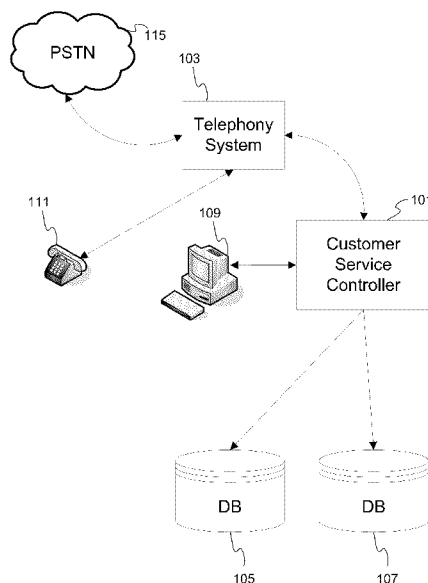 115
PSTN
103
Telephony
System
111
109
101
Customer
Service
Controller
DB
DB
105
107